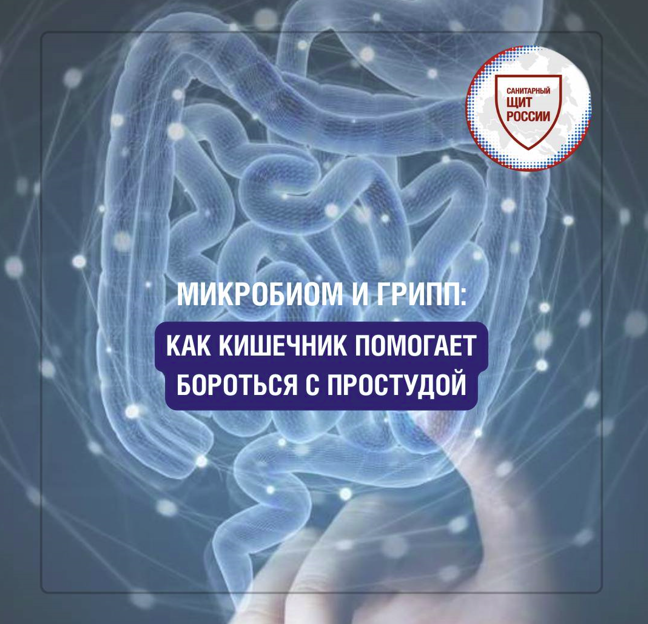 САНИТАРНЫЙ
ЩИТ
РОССИИ
МИКРОБИОМ И ГРИПП:
КАК КИШЕЧНИК ПОМОГАЕТ
БОРОТЬСЯ С ПРОСТУДОЙ